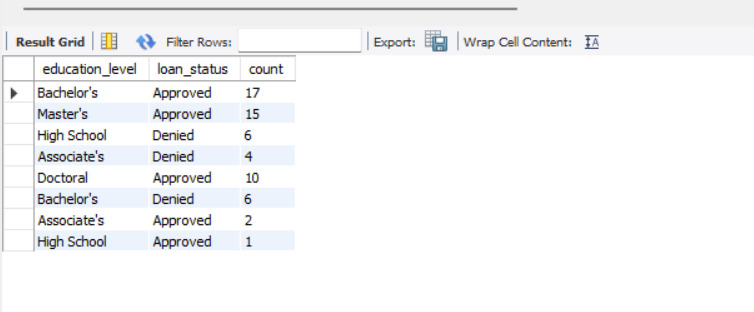 Result Grid Filter Rows: Export: Wrap Cell Content: IA
education_level loan_status count
Bachelor's Approved 17
Master's Approved 15
High School Denied 6
Associate's Denied 4
Doctoral Approved 10
Bachelor's Denied 6
Associate's Approved 2
High School Approved 1